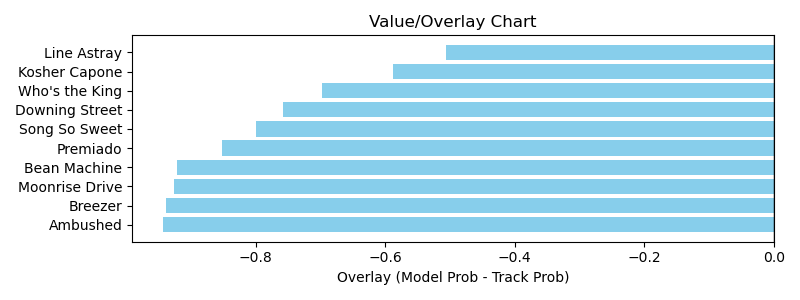 Value/Overlay Chart
Line Astray
Kosher Capone
Who's the King
Downing Street
Song So Sweet
Premiado
Bean Machine
Moonrise Drive
Breezer
Ambushed
−0.8 −0.6 −0.4 −0.2 0.0
Overlay (Model Prob - Track Prob)